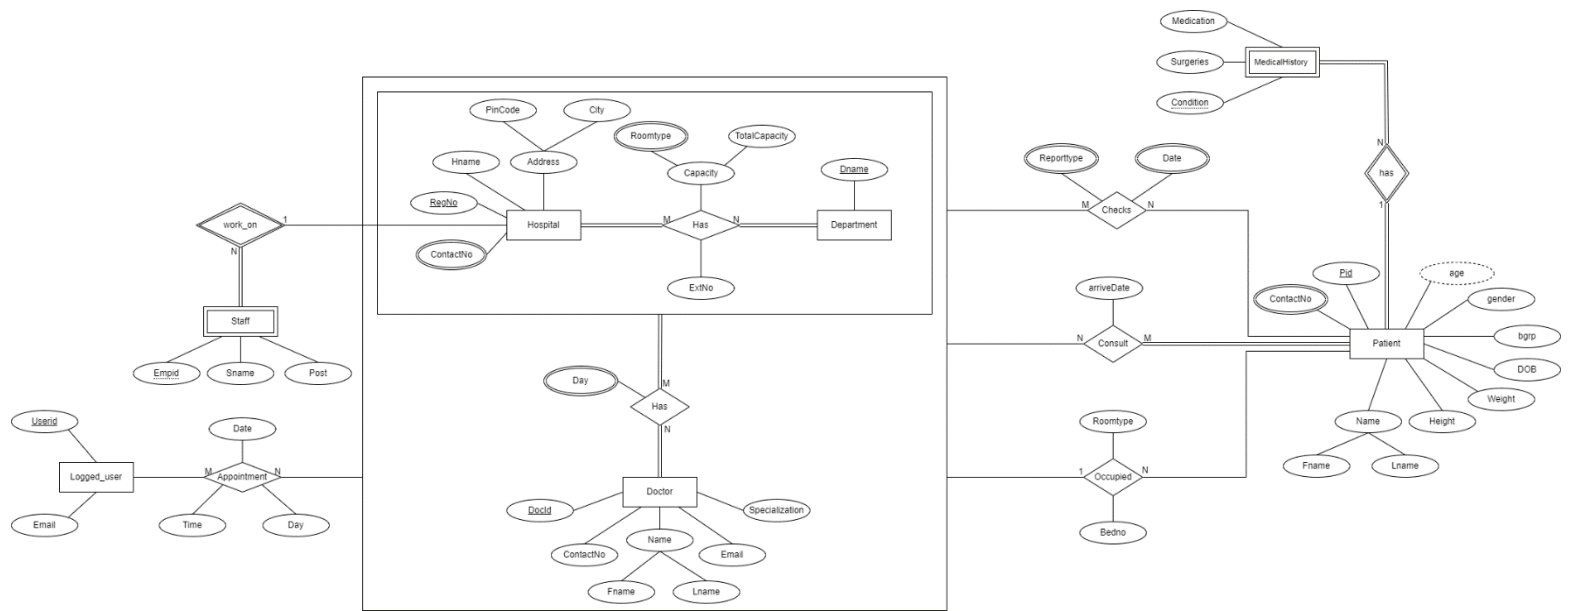 Medication
MedicalHistory
Surgeries
Condition
PinCode
City
Roomtype
TotalCapacity
Hname
Address
Capacity
Dname
Reporttype
Date
N
has
1
RegNo
Hospital
M
Has
N
Department
M
Checks
N
work_on
1
N
ContactNo
ExtNo
Pid
age
arriveDate
ContactNo
gender
Staff
N
Consult
M
Patient
bgrp
Empid
Sname
Post
Day
M
Has
N
DOB
Weight
Userid
Date
Roomtype
Name
Height
Fname
Lname
Logged_user
M
Appointment
N
1
Occupied
N
Doctor
DocId
Specialization
Email
Time
Day
ContactNo
Name
Email
Bedno
Fname
Lname